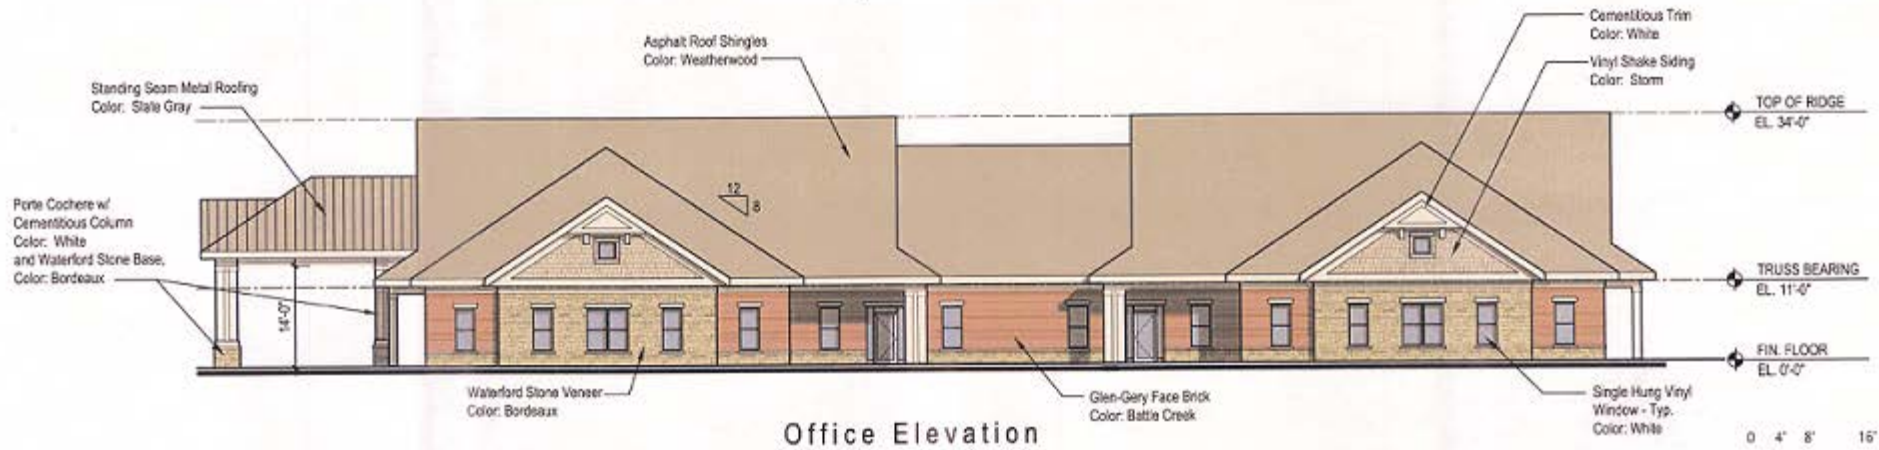 Cementitious Trim
Color: White
Asphalt Roof Shingles
Color: Weatherwood
Vinyl Shake Siding
Color: Storm
Standing Seam Metal Roofing
Color: Slate Gray
TOP OF RIDGE
EL. 34'-0"
12
8
Porte Cochere w/
Cementitious Column
Color: White
and Waterford Stone Base,
Color: Bordeaux
TRUSS BEARING
EL. 11'-0"
14'-0"
FIN. FLOOR
EL. 0'-0"
Waterford Stone Veneer
Color: Bordeaux
Glen-Gery Face Brick
Color: Battle Creek
Single Hung Vinyl
Window - Typ.
Color: White
Office Elevation
0 4' 8' 16'